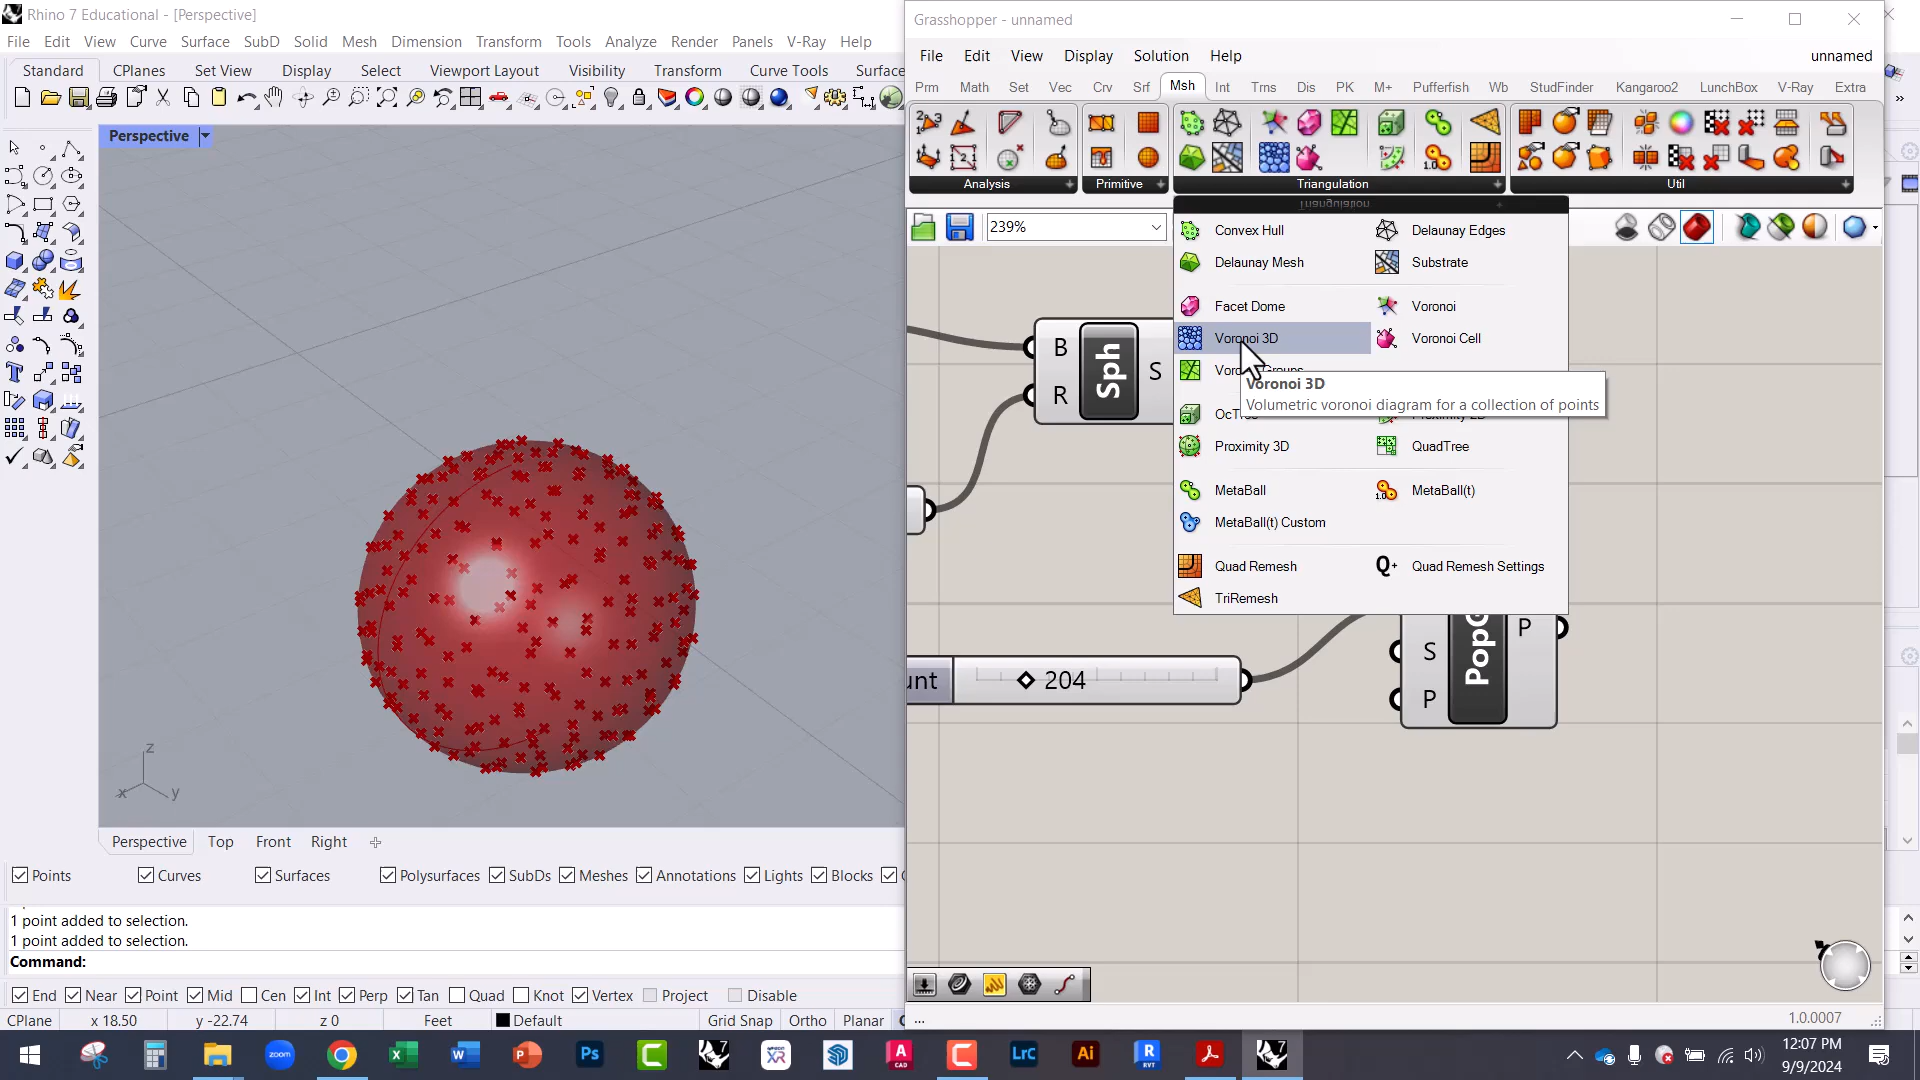 Rhino 7 Educational - [Perspective]
File Edit View Curve Surface SubD Solid Mesh Dimension Transform Tools Analyze Render Panels V-Ray Help
Standard CPlanes Set View Display Select Viewport Layout Visibility Transform Curve Tools Surface
Perspective
z
x y
Perspective Top Front Right
Points Curves Surfaces Polysurfaces SubDs Meshes Annotations Lights Blocks
1 point added to selection.
1 point added to selection.
Command:
End Near Point Mid Cen Int Perp Tan Quad Knot Vertex Project Disable
CPlane x 18.50 y -22.74 z 0 Feet Default Grid Snap Ortho Planar
Grasshopper - unnamed
File Edit View Display Solution Help unnamed
Prm Math Set Vec Crv Srf Msh Int Trns Dis PK M+ Pufferfish Wb StudFinder Kangaroo2 LunchBox V-Ray Extra
Analysis Primitive Triangulation Util
239%
Triangulation
Convex Hull Delaunay Edges
Delaunay Mesh Substrate
Facet Dome Voronoi
Voronoi 3D Voronoi Cell
Voronoi 3D
Volumetric voronoi diagram for a collection of points
Proximity 3D QuadTree
MetaBall MetaBall(t)
MetaBall(t) Custom
Quad Remesh Quad Remesh Settings
TriRemesh
B Sph S
R
204
P
S
P
...
1.0.0007
zoom
CAD
LrC
Ai
Ps
RVT
12:07 PM
9/9/2024